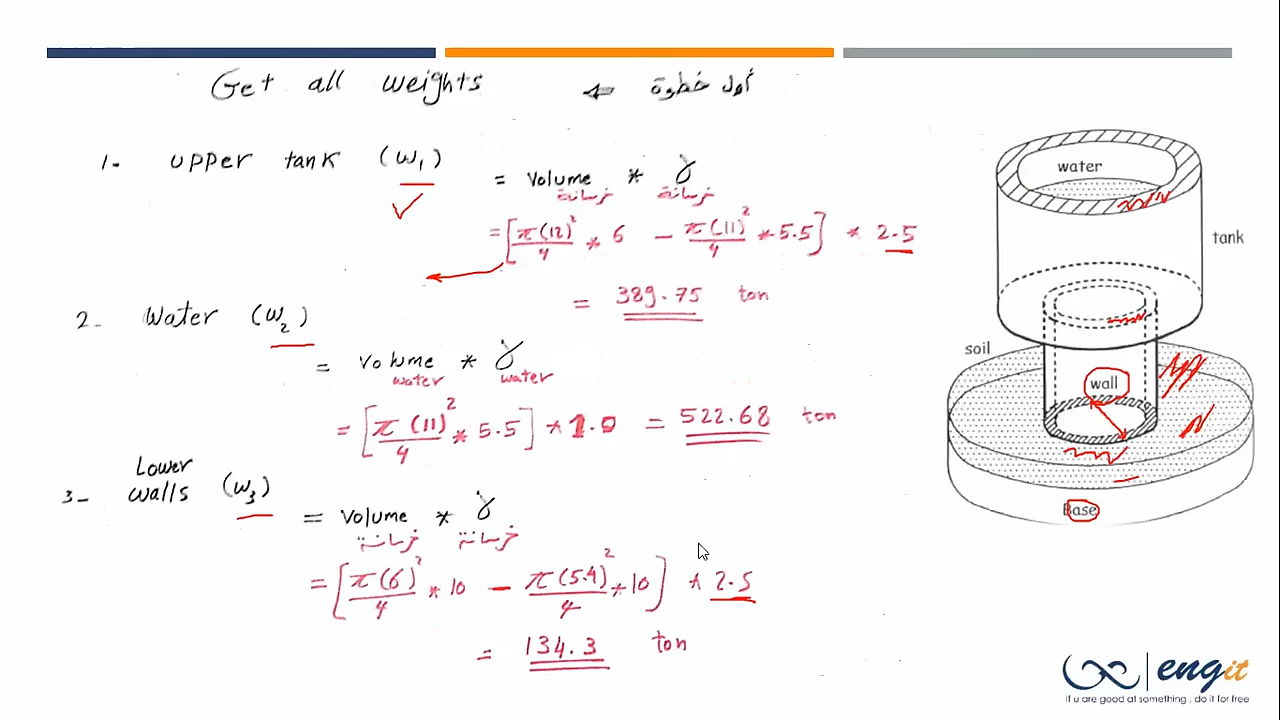 Get all weights ⇐ أول خطوة
1- upper tank (W1)
= Volume * γ
خرسانة خرسانة
= [π(12)²/4 * 6 - π(11)²/4 * 5.5] * 2.5
= 389.75 ton
2- Water (W2)
= Volume * γ
water water
= [π(11)²/4 * 5.5] * 1.0 = 522.68 ton
Lower
3- walls (W3)
= Volume * γ
خرسانة خرسانة
= [π(6)²/4 * 10 - π(5.4)²/4 * 10] * 2.5
= 134.3 ton
water
tank
soil
wall
Base
engit
if u are good at something . do it for free